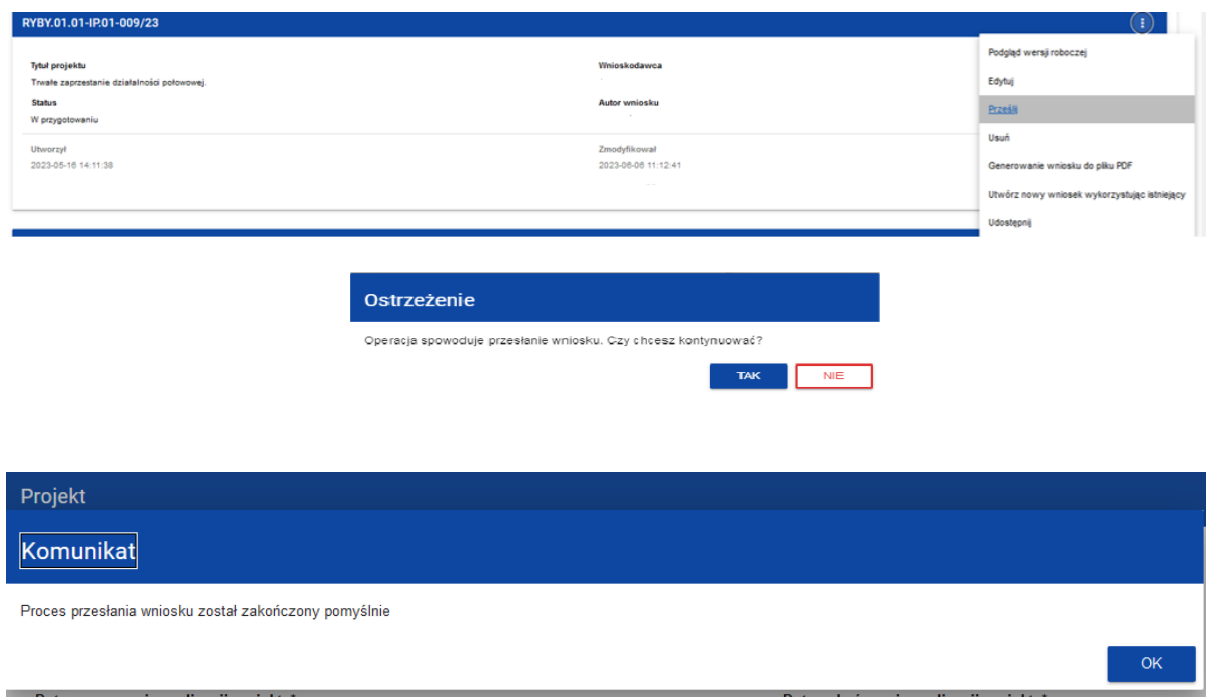 RYBY.01.01-IP.01-009/23
Podgląd wersji roboczej
Tytuł projektu
Wnioskodawca
Trwałe zaprzestanie działalności połowowej.
Edytuj
Status
Autor wniosku
Prześlij
W przygotowaniu
Usuń
Utworzył
Zmodyfikował
2023-05-16 14:11:38
2023-06-06 11:12:41
Generowanie wniosku do pliku PDF
Utwórz nowy wniosek wykorzystując istniejący
Udostępnij
Ostrzeżenie
Operacja spowoduje przesłanie wniosku. Czy chcesz kontynuować?
TAK
NIE
Projekt
Komunikat
Proces przesłania wniosku został zakończony pomyślnie
OK